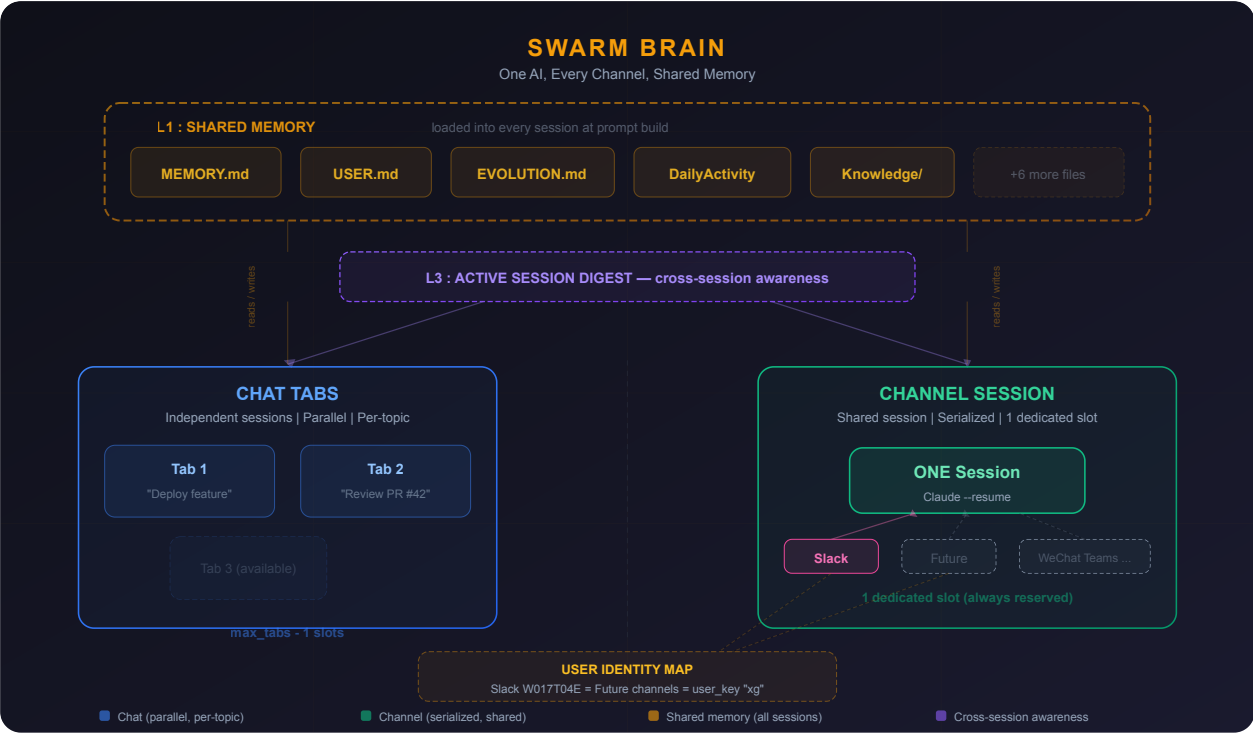 SWARM BRAIN
One AI, Every Channel, Shared Memory
L1 : SHARED MEMORY
loaded into every session at prompt build
MEMORY.md
USER.md
EVOLUTION.md
DailyActivity
Knowledge/
+6 more files
L3 : ACTIVE SESSION DIGEST — cross-session awareness
reads / writes
reads / writes
CHAT TABS
Independent sessions | Parallel | Per-topic
Tab 1
"Deploy feature"
Tab 2
"Review PR #42"
Tab 3 (available)
max_tabs - 1 slots
CHANNEL SESSION
Shared session | Serialized | 1 dedicated slot
ONE Session
Claude --resume
Slack
Future
WeChat Teams ...
1 dedicated slot (always reserved)
USER IDENTITY MAP
Slack W017T04E = Future channels = user_key "xg"
Chat (parallel, per-topic)
Channel (serialized, shared)
Shared memory (all sessions)
Cross-session awareness